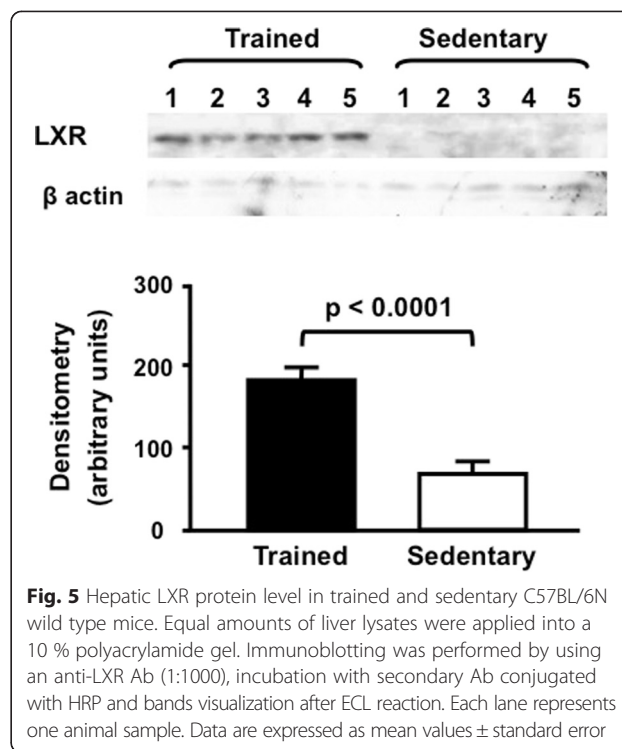 Trained Sedentary
1 2 3 4 5 1 2 3 4 5
LXR
β actin
300
200
100
0
Densitometry
(arbitrary units)
p < 0.0001
Trained Sedentary
Fig. 5 Hepatic LXR protein level in trained and sedentary C57BL/6N
wild type mice. Equal amounts of liver lysates were applied into a
10 % polyacrylamide gel. Immunoblotting was performed by using
an anti-LXR Ab (1:1000), incubation with secondary Ab conjugated
with HRP and bands visualization after ECL reaction. Each lane represents
one animal sample. Data are expressed as mean values ± standard error